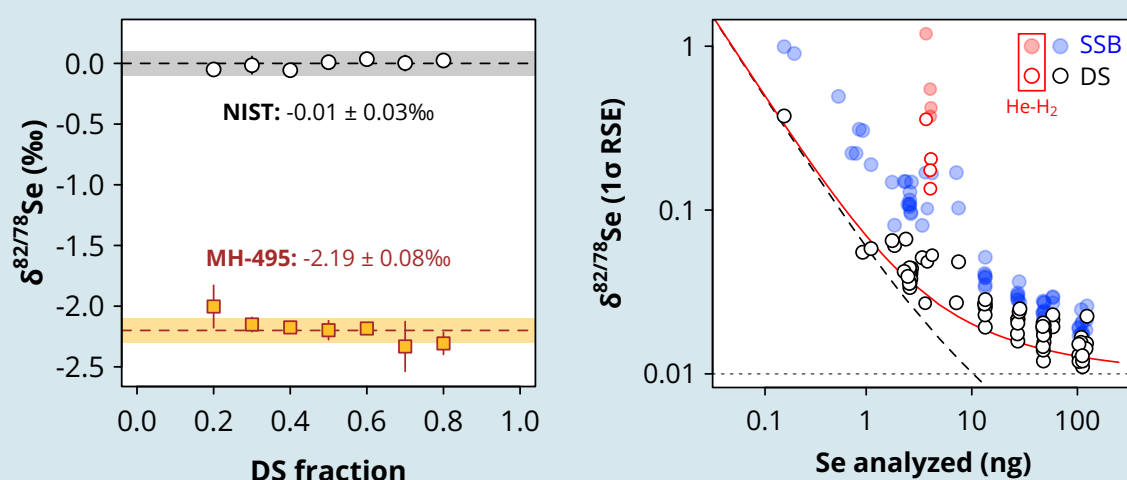 δ82/78Se (‰)
0.0
-0.5
-1.0
-1.5
-2.0
-2.5
NIST: -0.01 ± 0.03‰
MH-495: -2.19 ± 0.08‰
0.0 0.2 0.4 0.6 0.8 1.0
DS fraction
δ82/78Se (1σ RSE)
1
0.1
0.01
SSB
DS
He-H₂
0.1 1 10 100
Se analyzed (ng)